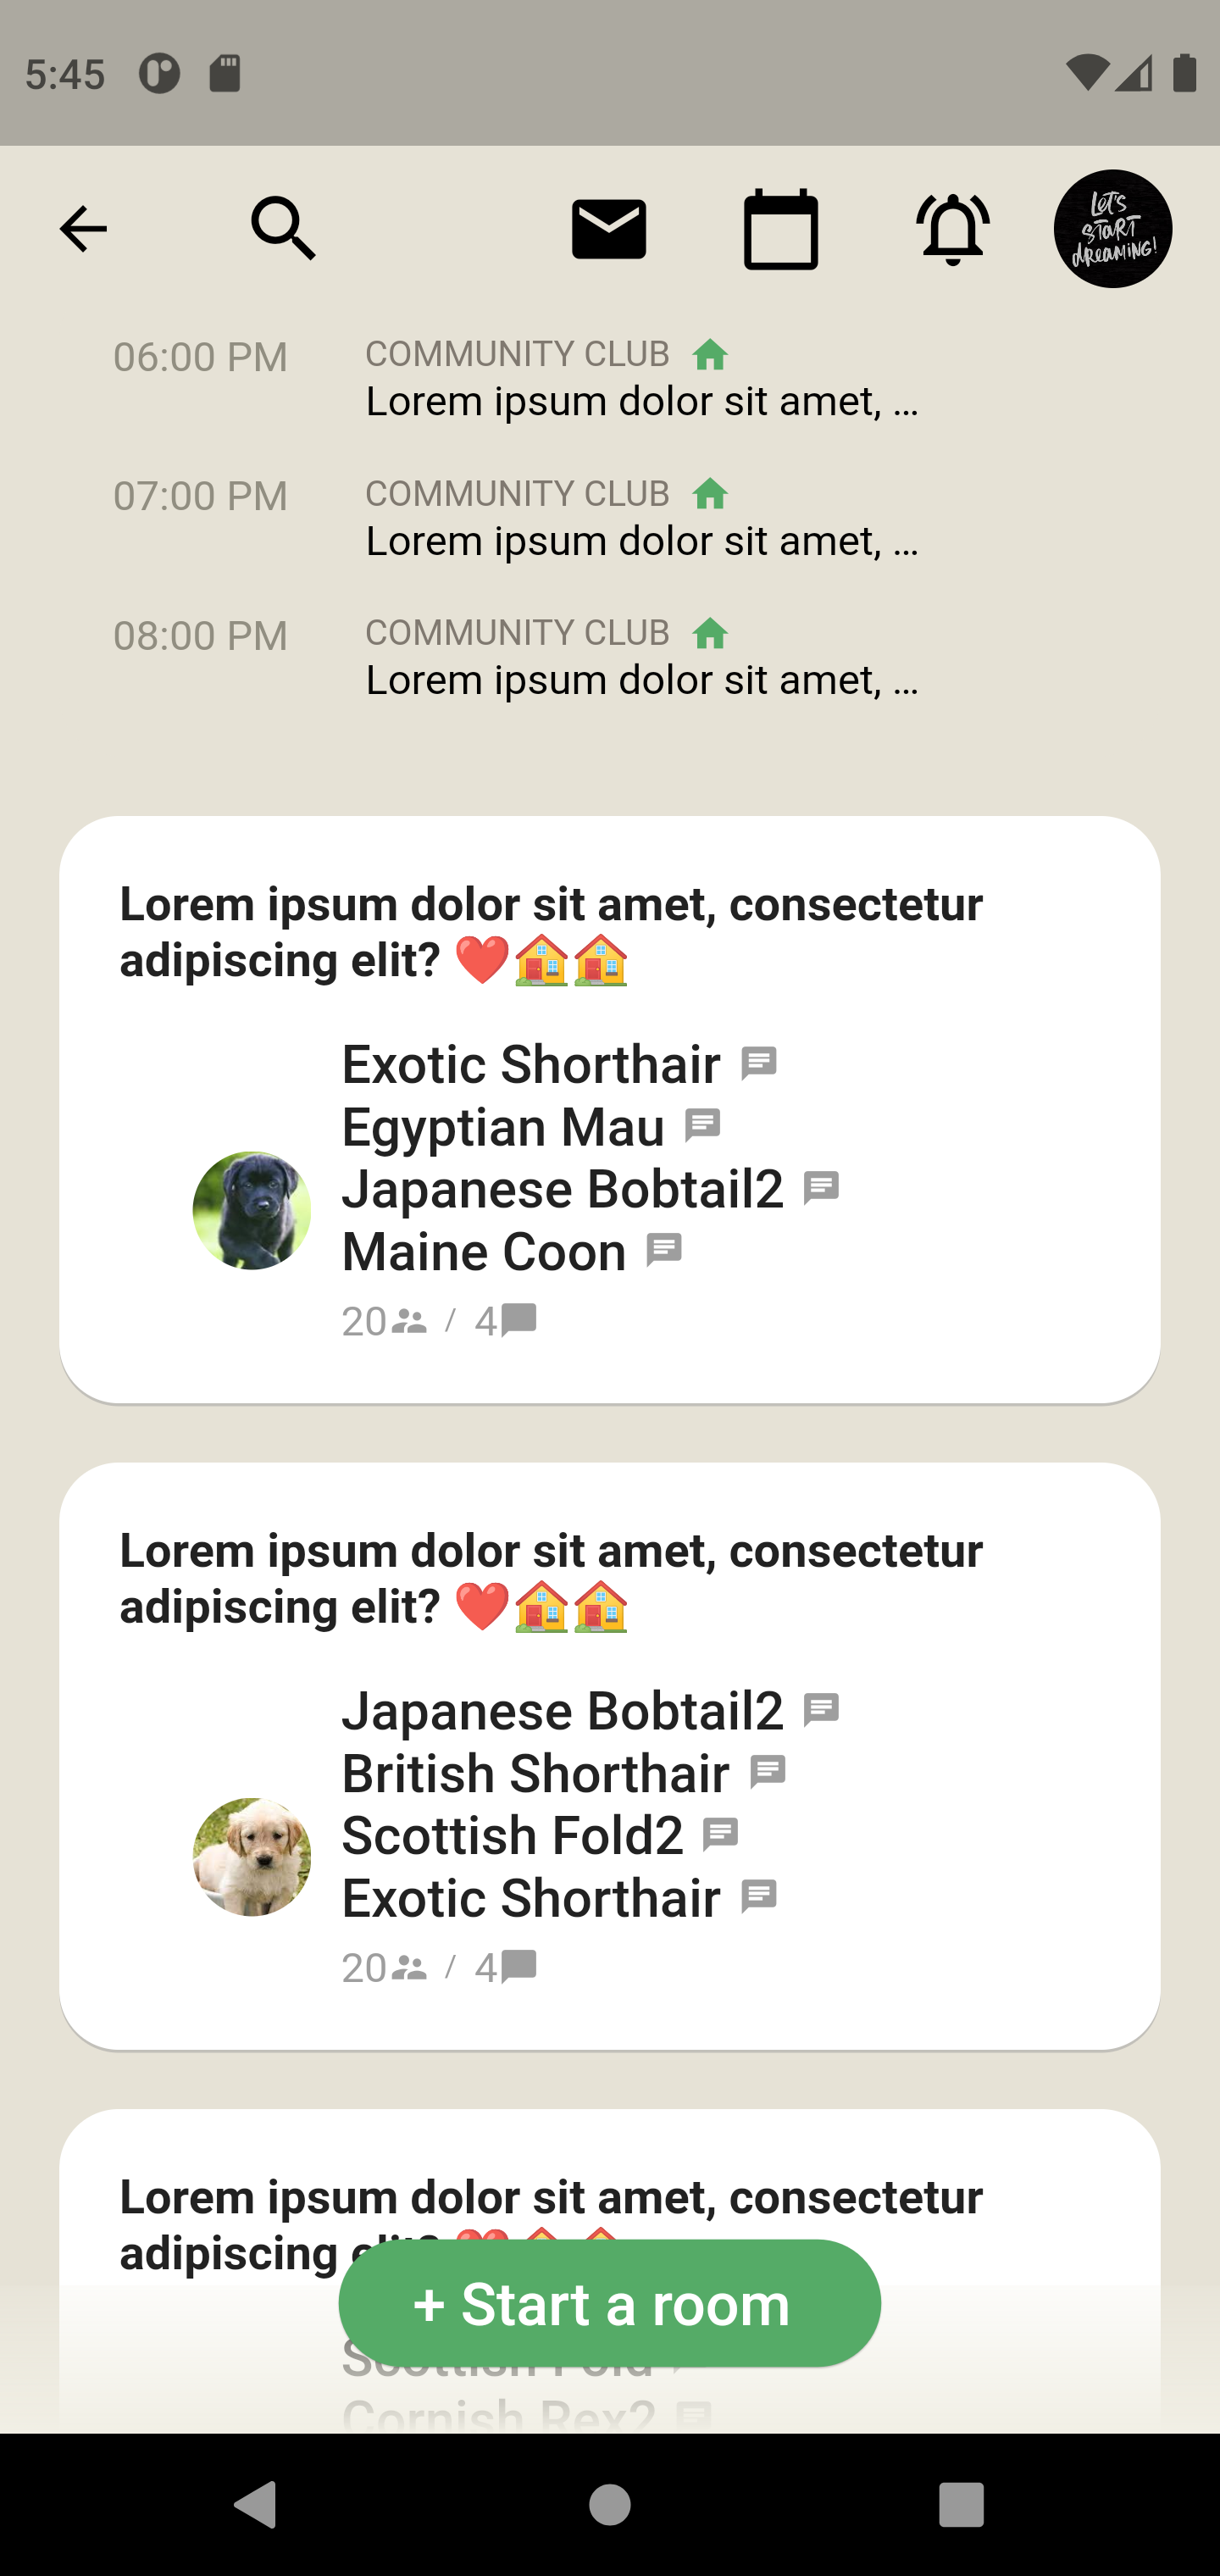 5:45
LET'S
START
DREAMING!
06:00 PM COMMUNITY CLUB
Lorem ipsum dolor sit amet, ...
07:00 PM COMMUNITY CLUB
Lorem ipsum dolor sit amet, ...
08:00 PM COMMUNITY CLUB
Lorem ipsum dolor sit amet, ...
Lorem ipsum dolor sit amet, consectetur
adipiscing elit? ❤️🏠🏠
Exotic Shorthair
Egyptian Mau
Japanese Bobtail2
Maine Coon
20 / 4
Lorem ipsum dolor sit amet, consectetur
adipiscing elit? ❤️🏠🏠
Japanese Bobtail2
British Shorthair
Scottish Fold2
Exotic Shorthair
20 / 4
Lorem ipsum dolor sit amet, consectetur
adipiscing elit? ❤️🏠🏠
+ Start a room
Scottish Fold
Cornish Rex2